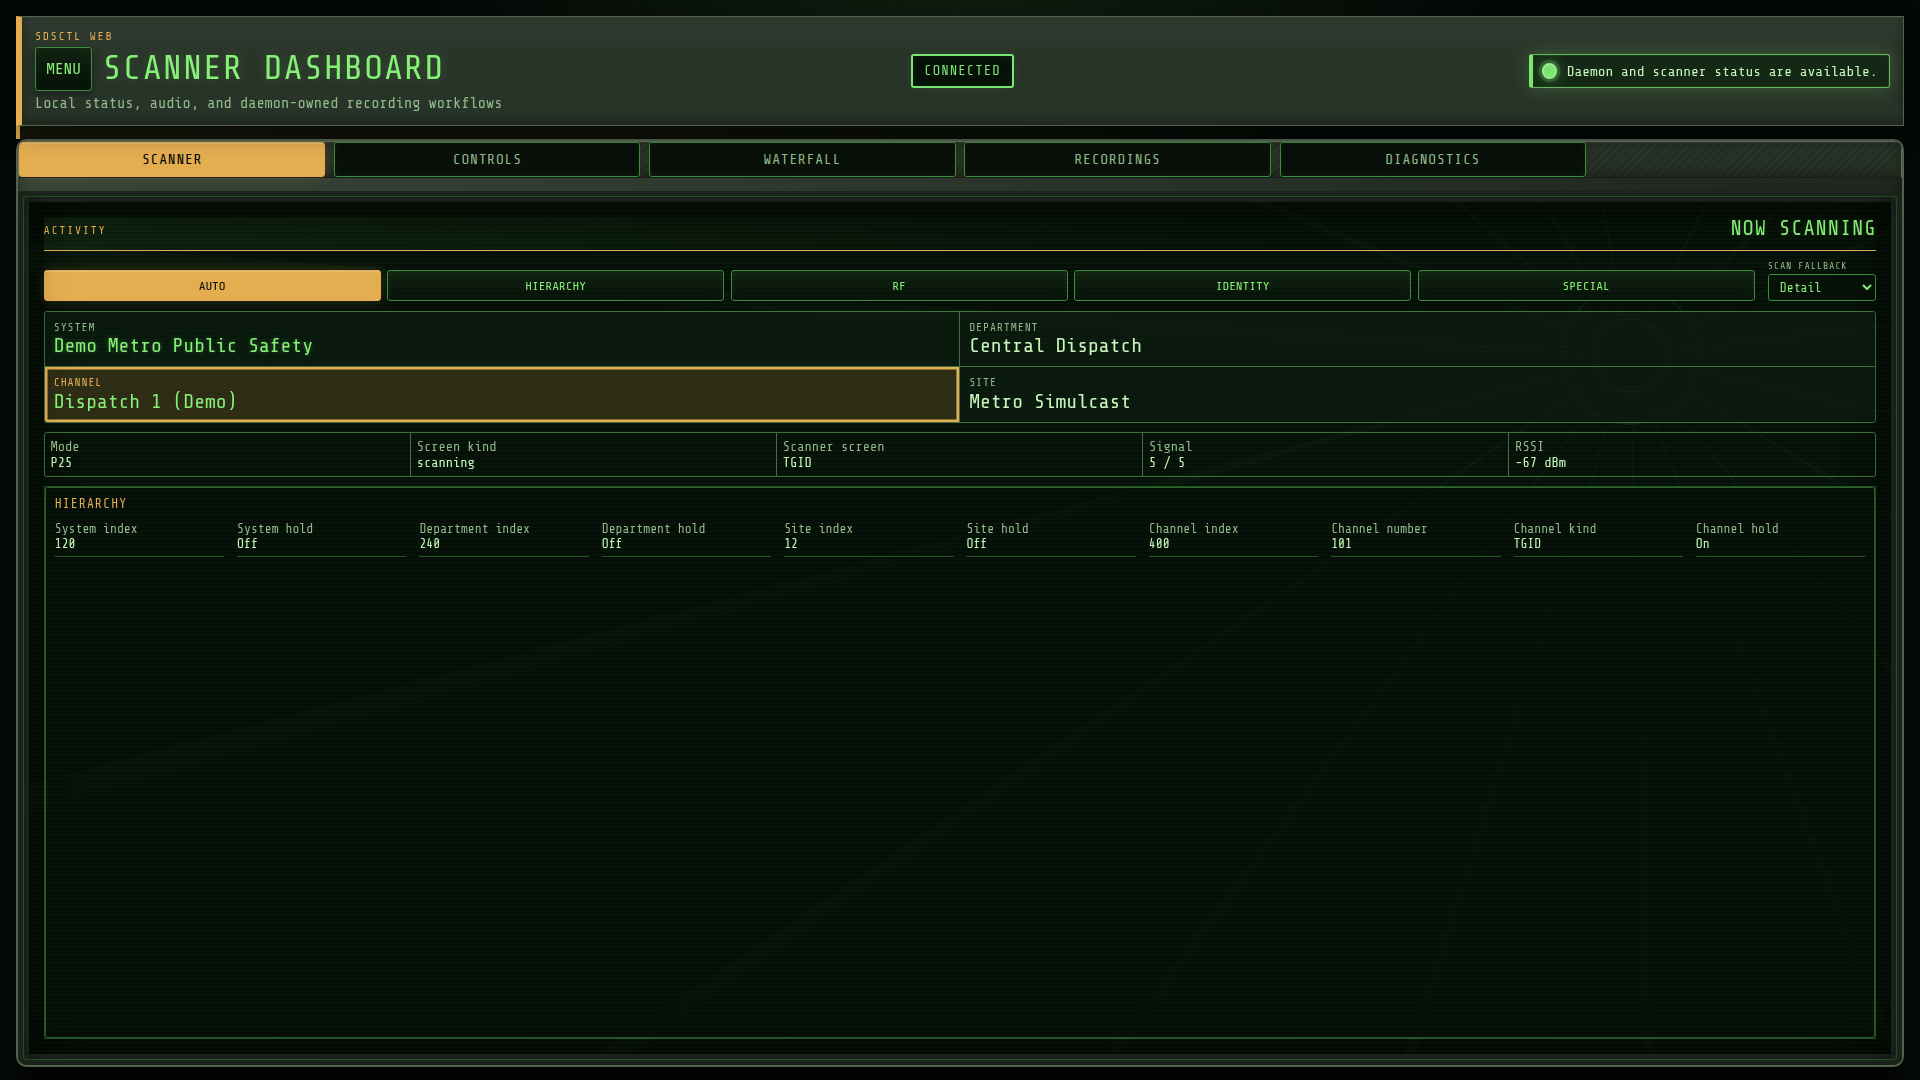 SDSCTL WEB
MENU SCANNER DASHBOARD
Local status, audio, and daemon-owned recording workflows
CONNECTED
Daemon and scanner status are available.
SCANNER CONTROLS WATERFALL RECORDINGS DIAGNOSTICS
ACTIVITY NOW SCANNING
SCAN FALLBACK
AUTO HIERARCHY RF IDENTITY SPECIAL Detail
SYSTEM
Demo Metro Public Safety
DEPARTMENT
Central Dispatch
CHANNEL
Dispatch 1 (Demo)
SITE
Metro Simulcast
Mode
P25
Screen kind
scanning
Scanner screen
TGID
Signal
5 / 5
RSSI
-67 dBm
HIERARCHY
System index
120
System hold
Off
Department index
240
Department hold
Off
Site index
12
Site hold
Off
Channel index
400
Channel number
101
Channel kind
TGID
Channel hold
On